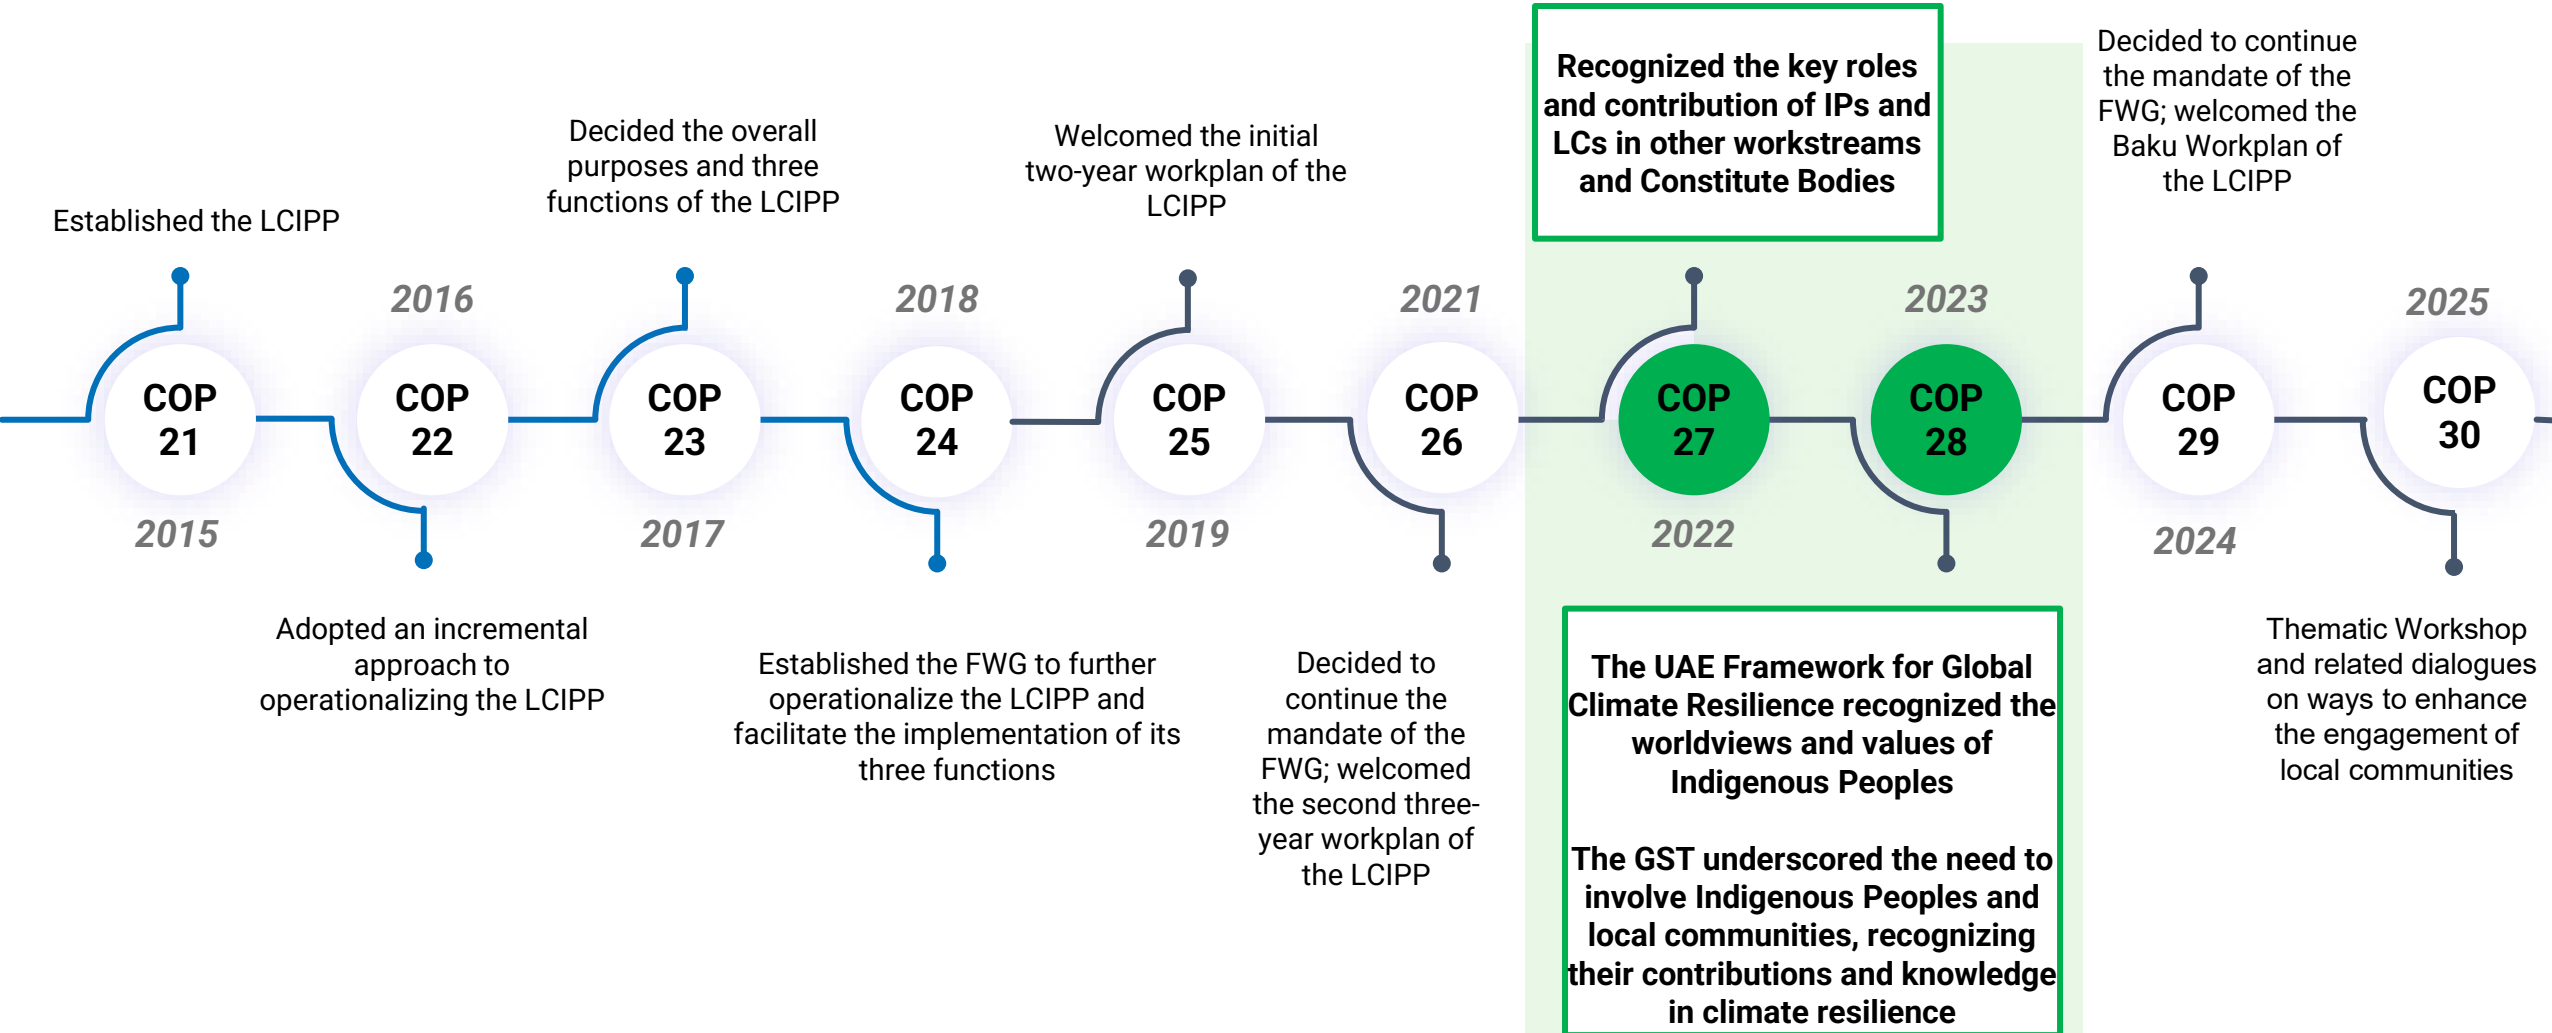 Established the LCIPP
COP
21
2015
2016
COP
22
Adopted an incremental
approach to
operationalizing the LCIPP
Decided the overall
purposes and three
functions of the LCIPP
COP
23
2017
2018
COP
24
Established the FWG to further
operationalize the LCIPP and
facilitate the implementation of its
three functions
Welcomed the initial
two-year workplan of the
LCIPP
COP
25
2019
2021
COP
26
Decided to
continue the
mandate of the
FWG; welcomed
the second three-
year workplan of
the LCIPP
Recognized the key roles
and contribution of IPs and
LCs in other workstreams
and Constitute Bodies
COP
27
2022
2023
COP
28
The UAE Framework for Global
Climate Resilience recognized the
worldviews and values of
Indigenous Peoples
The GST underscored the need to
involve Indigenous Peoples and
local communities, recognizing
their contributions and knowledge
in climate resilience
Decided to continue
the mandate of the
FWG; welcomed the
Baku Workplan of
the LCIPP
COP
29
2024
2025
COP
30
Thematic Workshop
and related dialogues
on ways to enhance
the engagement of
local communities